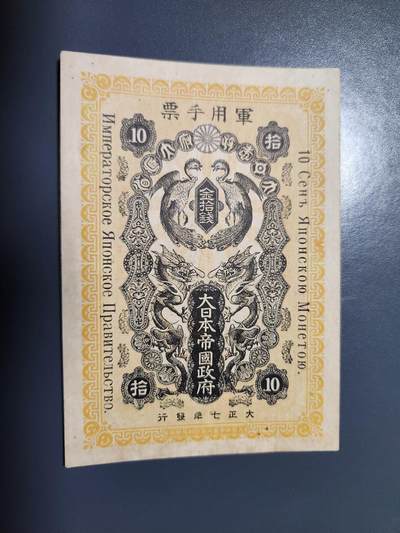 軍用手票
10
拾
金拾錢
大日本帝國政府
拾
10
大正七年發行
Императорское Японское Правительство.
10 Сенъ Японскою Монетою.